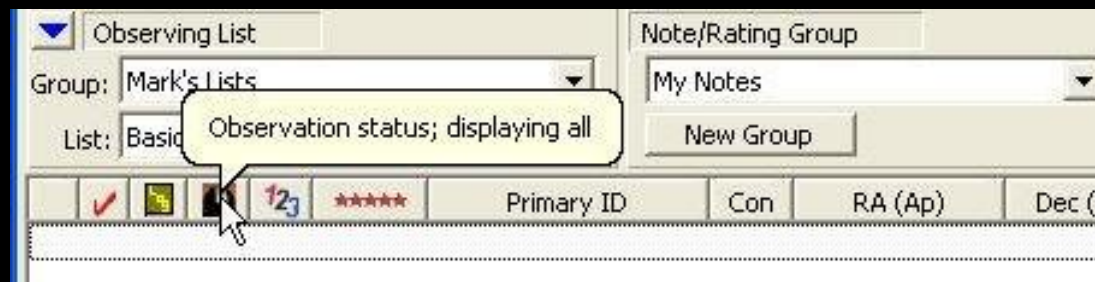 Observing List
Note/Rating Group
Group: Mark's Lists
My Notes
Observation status; displaying all
List: Basic
New Group
123 ***** Primary ID Con RA (Ap) Dec (